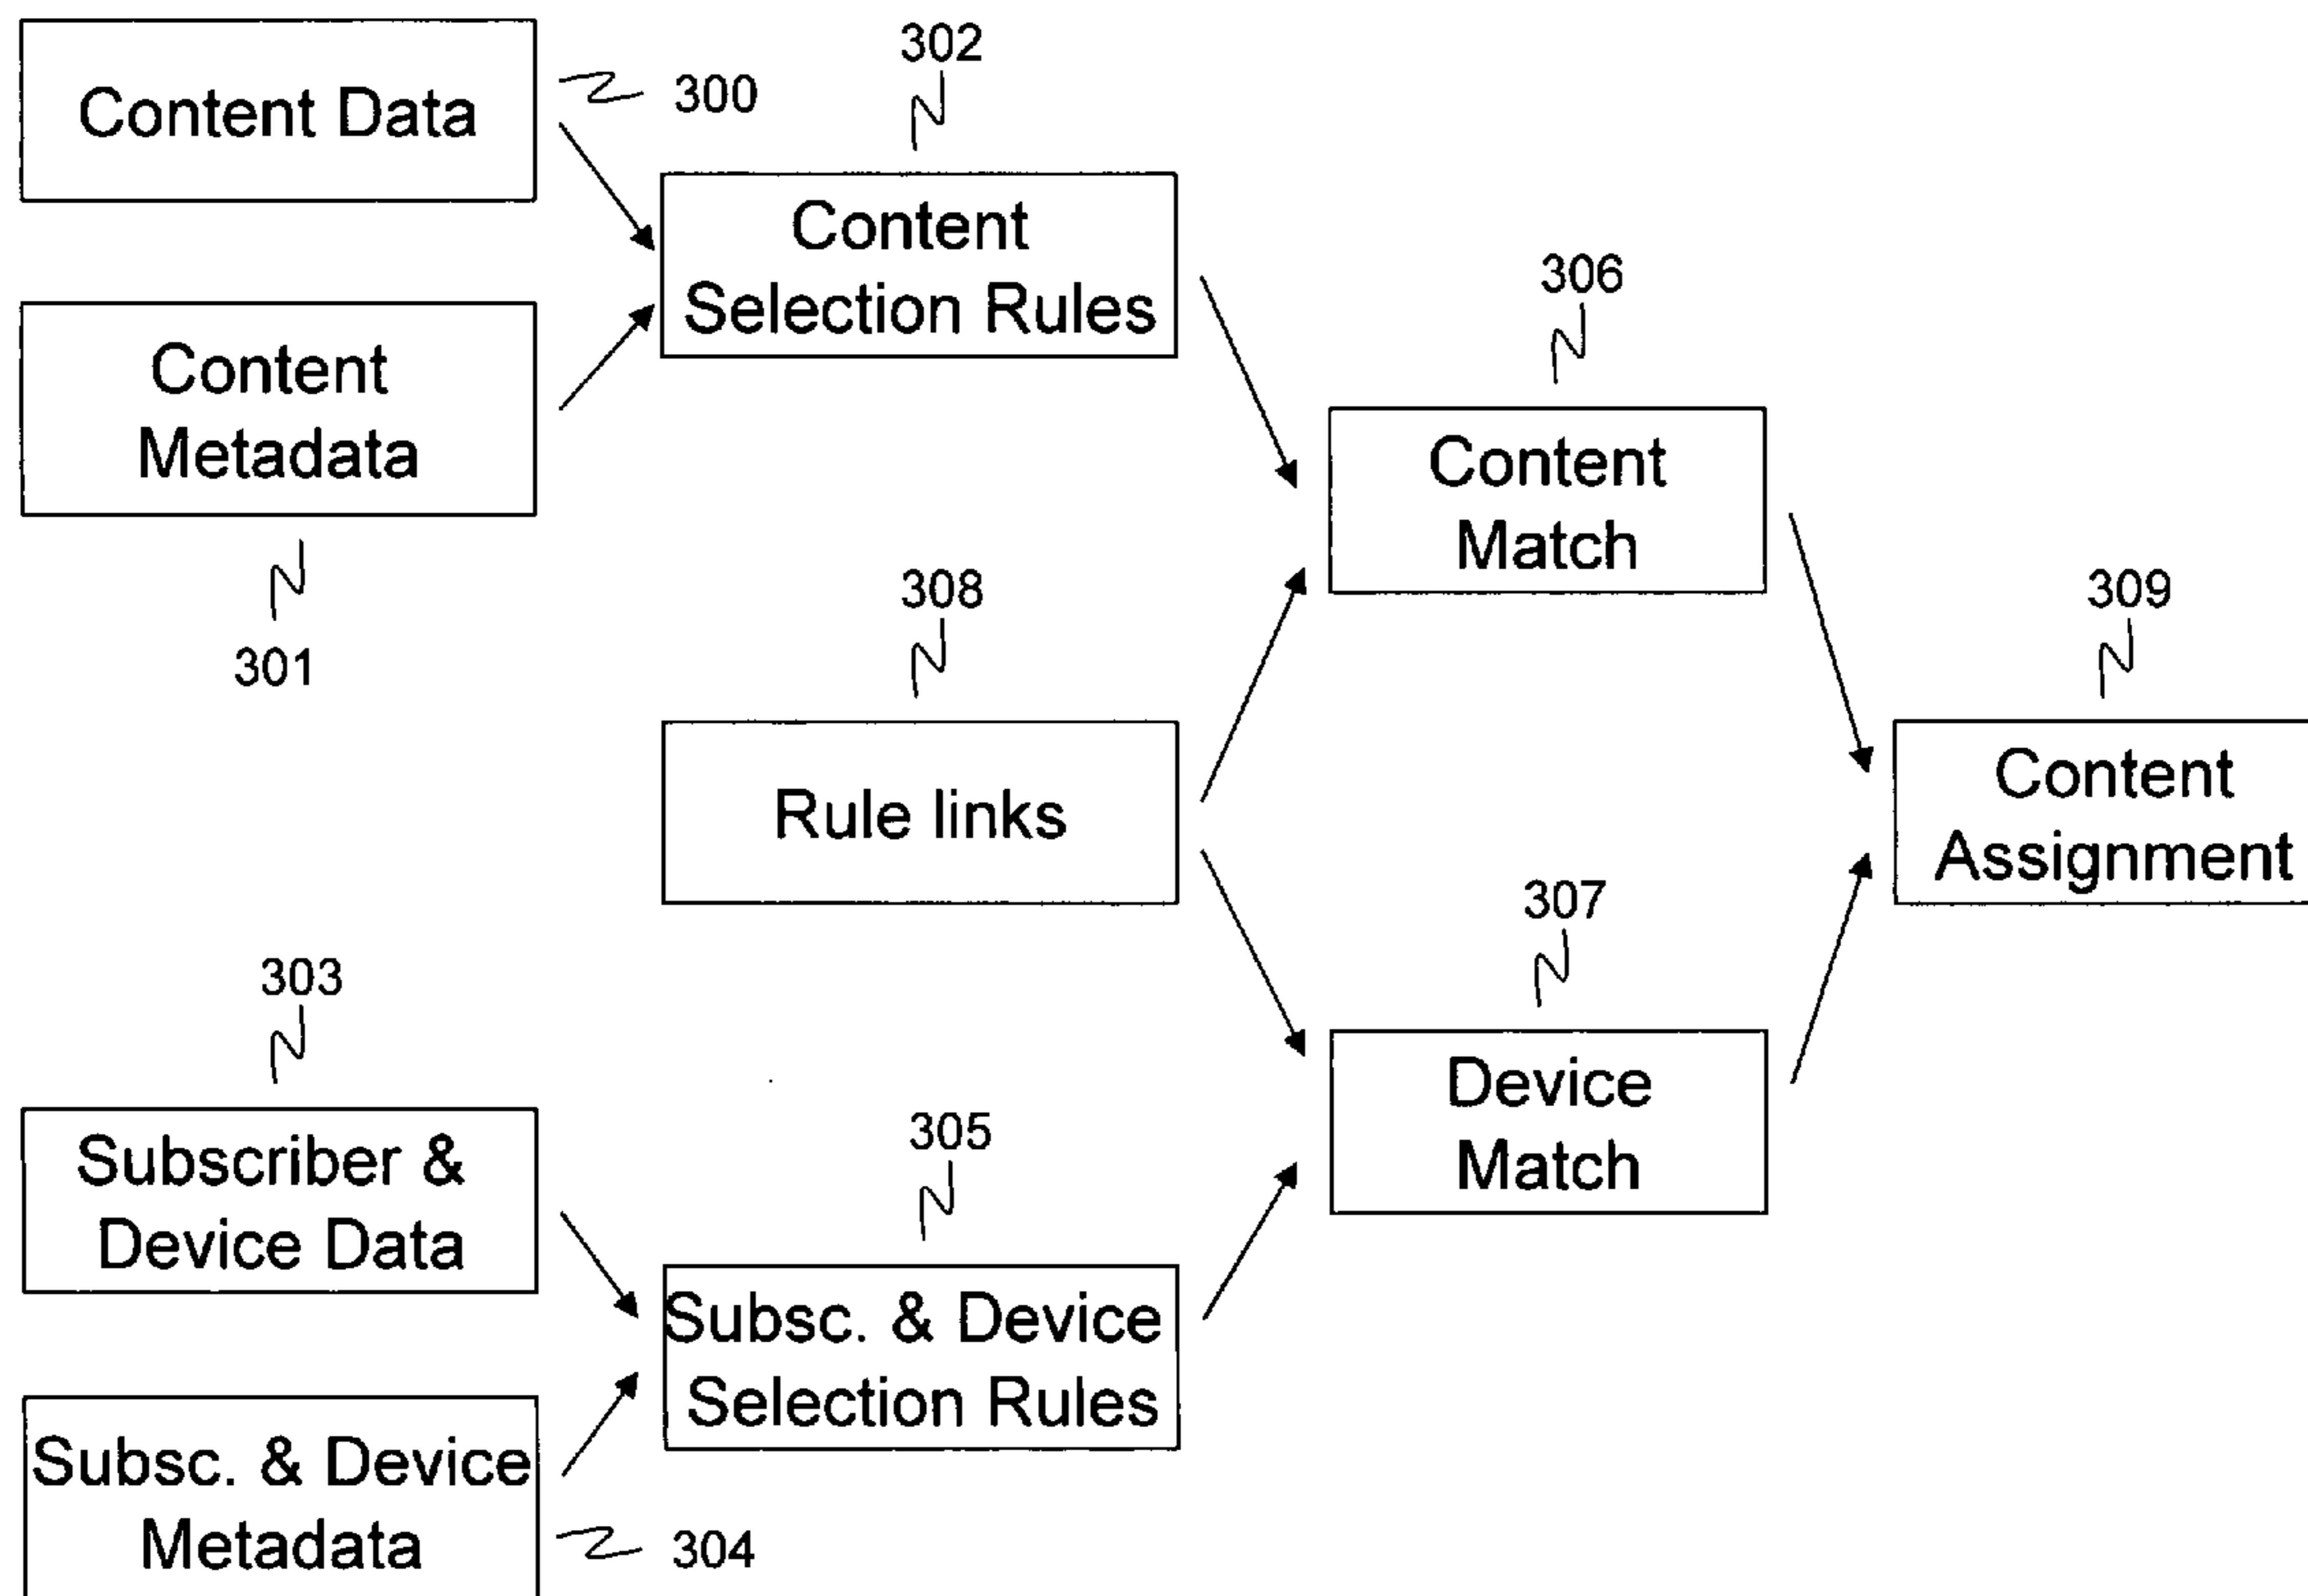 Content Data
300
302
Content
Selection Rules
Content
Metadata
301
306
Content
Match
308
Rule links
309
Content
Assignment
307
Device
Match
303
Subscriber &
Device Data
305
Subsc. & Device
Selection Rules
Subsc. & Device
Metadata
304